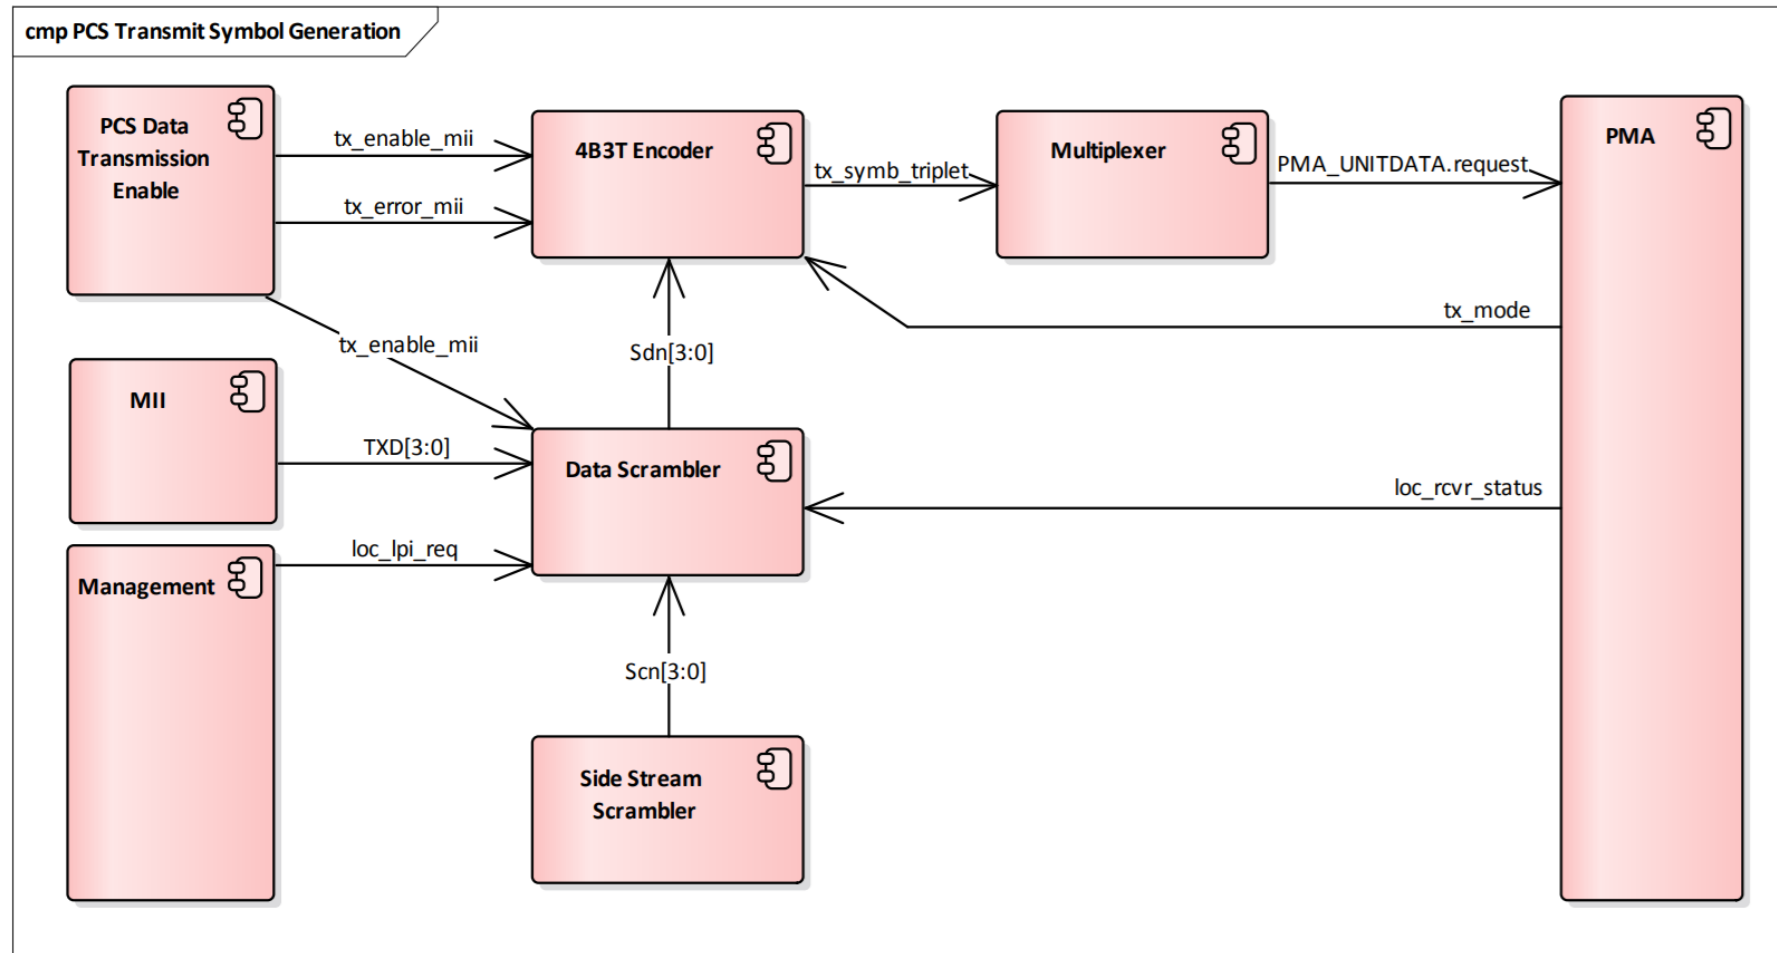 cmp PCS Transmit Symbol Generation
PCS Data
Transmission
Enable
tx_enable_mii
tx_error_mii
4B3T Encoder
tx_symb_triplet
Multiplexer
PMA_UNITDATA.request
PMA
tx_mode
tx_enable_mii
Sdn[3:0]
MII
TXD[3:0]
Data Scrambler
loc_rcvr_status
Management
loc_lpi_req
Scn[3:0]
Side Stream
Scrambler